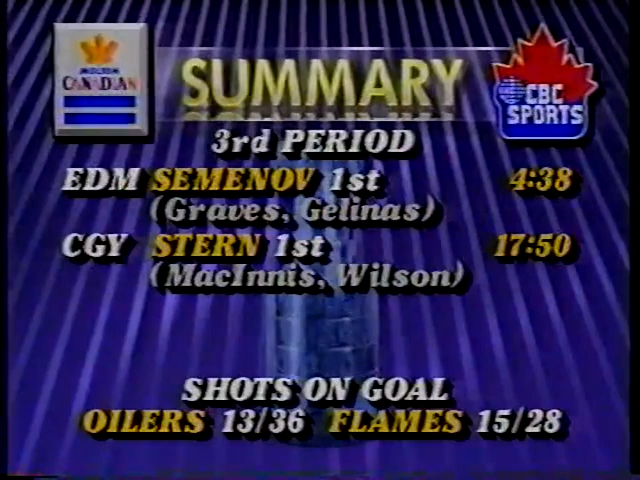 MOLSON
CANADIAN
SUMMARY
CBC
SPORTS
3rd PERIOD
EDM SEMENOV 1st 4:38
(Graves, Gelinas)
CGY STERN 1st 17:50
(MacInnis, Wilson)
SHOTS ON GOAL
OILERS 13/36 FLAMES 15/28